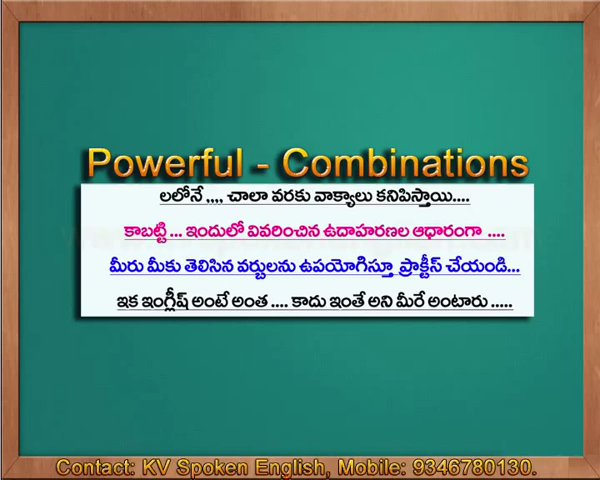 Powerful - Combinations
లలోనే ,,,, చాలా వరకు వాక్యాలు కనిపిస్తాయి....
కాబట్టి ... ఇందులో వివరించిన ఉదాహరణల ఆధారంగా ....
మీరు మీకు తెలిసిన వర్బులను ఉపయోగిస్తూ ప్రాక్టీస్ చేయండి...
ఇక ఇంగ్లీష్ అంటే అంత .... కాదు ఇంతే అని మీరే అంటారు .....
Contact: KV Spoken English, Mobile: 9346780130.